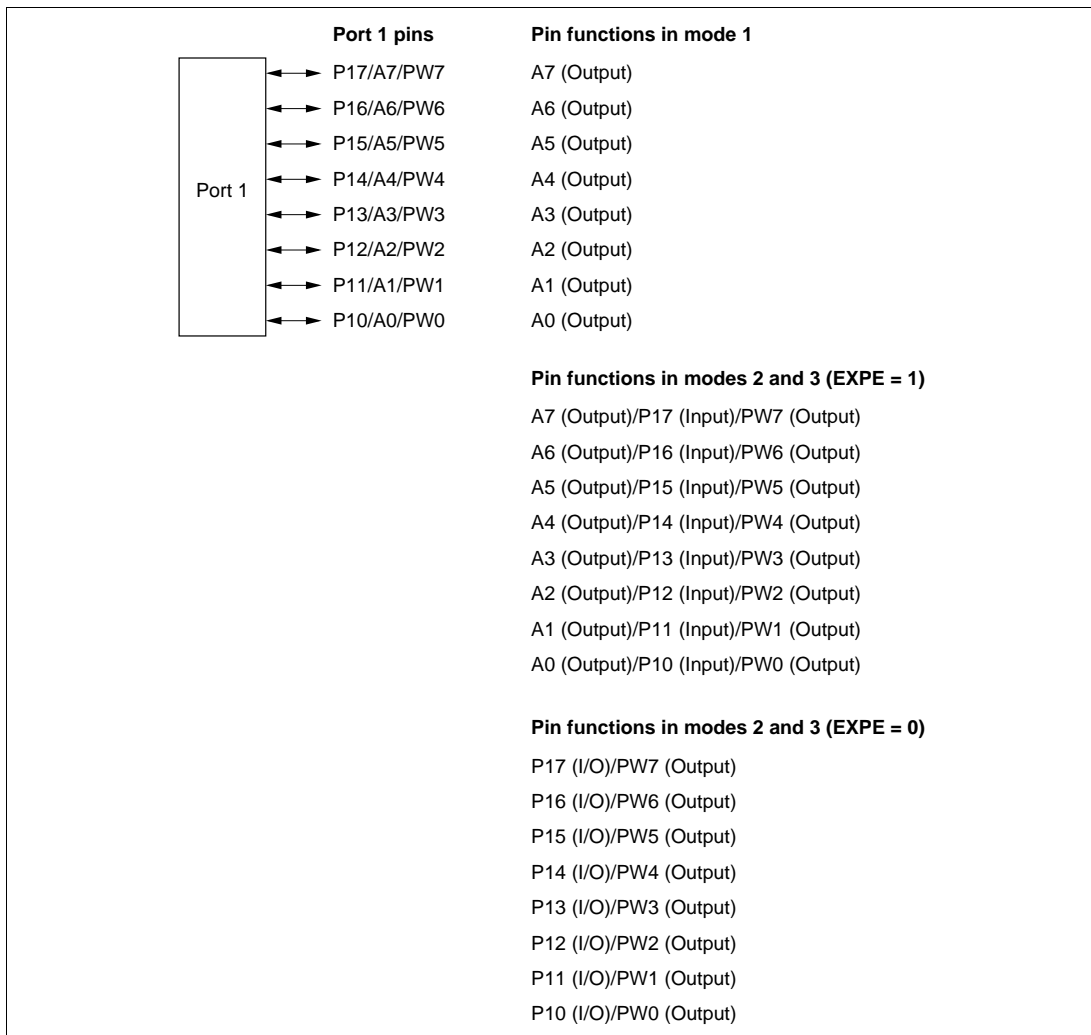 Port 1 pins Pin functions in mode 1
P17/A7/PW7 A7 (Output)
P16/A6/PW6 A6 (Output)
P15/A5/PW5 A5 (Output)
P14/A4/PW4 A4 (Output)
Port 1
P13/A3/PW3 A3 (Output)
P12/A2/PW2 A2 (Output)
P11/A1/PW1 A1 (Output)
P10/A0/PW0 A0 (Output)
Pin functions in modes 2 and 3 (EXPE = 1)
A7 (Output)/P17 (Input)/PW7 (Output)
A6 (Output)/P16 (Input)/PW6 (Output)
A5 (Output)/P15 (Input)/PW5 (Output)
A4 (Output)/P14 (Input)/PW4 (Output)
A3 (Output)/P13 (Input)/PW3 (Output)
A2 (Output)/P12 (Input)/PW2 (Output)
A1 (Output)/P11 (Input)/PW1 (Output)
A0 (Output)/P10 (Input)/PW0 (Output)
Pin functions in modes 2 and 3 (EXPE = 0)
P17 (I/O)/PW7 (Output)
P16 (I/O)/PW6 (Output)
P15 (I/O)/PW5 (Output)
P14 (I/O)/PW4 (Output)
P13 (I/O)/PW3 (Output)
P12 (I/O)/PW2 (Output)
P11 (I/O)/PW1 (Output)
P10 (I/O)/PW0 (Output)